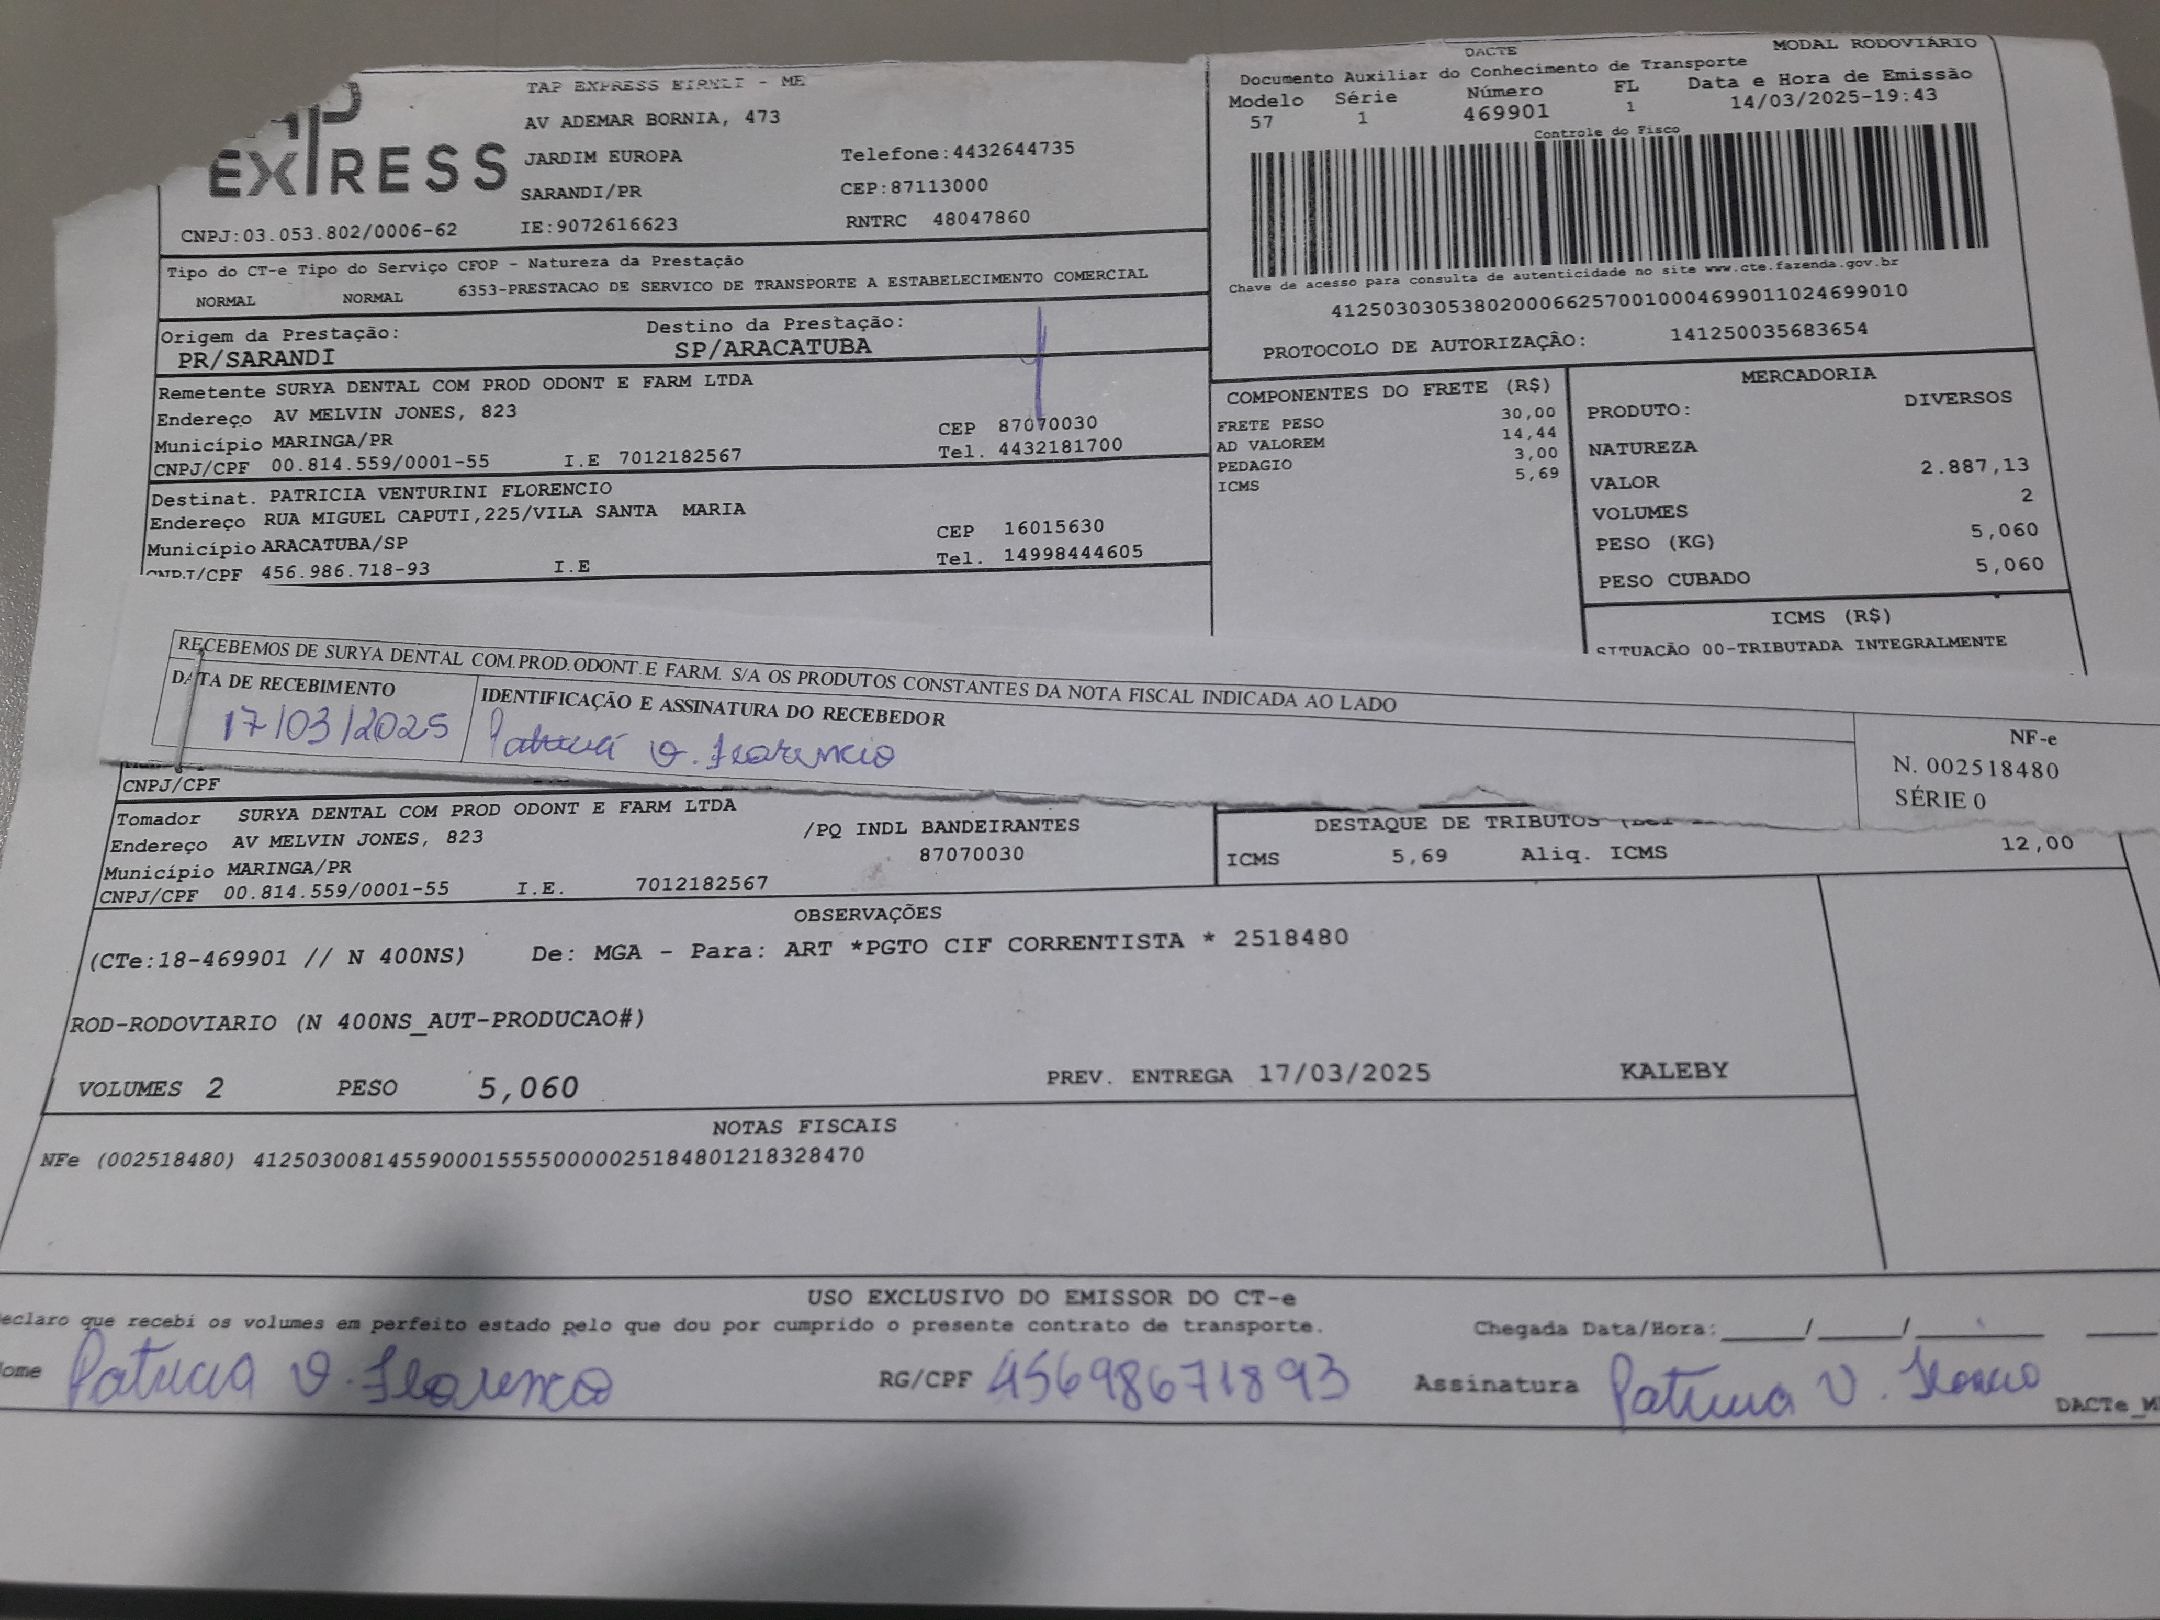 TAP EXPRESS EIRELI - ME
EXPRESS
AV ADEMAR BORNIA, 473
JARDIM EUROPA
Telefone:4432644735
SARANDI/PR
CEP:87113000
CNPJ:03.053.802/0006-62
IE:9072616623
RNTRC 48047860
DACTE
MODAL RODOVIÁRIO
Documento Auxiliar do Conhecimento de Transporte
Modelo Série Número FL Data e Hora de Emissão
57 1 469901 1 14/03/2025-19:43
Controle do Fisco
Chave de acesso para consulta de autenticidade no site www.cte.fazenda.gov.br
41250303053802000662570010004699011024699010
PROTOCOLO DE AUTORIZAÇÃO: 141250035683654
Tipo do CT-e Tipo do Serviço CFOP - Natureza da Prestação
NORMAL NORMAL 6353-PRESTACAO DE SERVICO DE TRANSPORTE A ESTABELECIMENTO COMERCIAL
Origem da Prestação: Destino da Prestação:
PR/SARANDI SP/ARACATUBA
Remetente SURYA DENTAL COM PROD ODONT E FARM LTDA
Endereço AV MELVIN JONES, 823
Município MARINGA/PR CEP 87070030
CNPJ/CPF 00.814.559/0001-55 I.E 7012182567 Tel. 4432181700
Destinat. PATRICIA VENTURINI FLORENCIO
Endereço RUA MIGUEL CAPUTI,225/VILA SANTA MARIA
Município ARACATUBA/SP CEP 16015630
CNPJ/CPF 456.986.718-93 I.E Tel. 14998444605
COMPONENTES DO FRETE (R$)
FRETE PESO 30,00
AD VALOREM 14,44
PEDAGIO 3,00
ICMS 5,69
MERCADORIA
PRODUTO: DIVERSOS
NATUREZA
VALOR 2.887,13
VOLUMES 2
PESO (KG) 5,060
PESO CUBADO 5,060
ICMS (R$)
SITUAÇÃO 00-TRIBUTADA INTEGRALMENTE
RECEBEMOS DE SURYA DENTAL COM.PROD.ODONT.E FARM. S/A OS PRODUTOS CONSTANTES DA NOTA FISCAL INDICADA AO LADO
DATA DE RECEBIMENTO
17/03/2025
IDENTIFICAÇÃO E ASSINATURA DO RECEBEDOR
Patricia V. Florencio
NF-e
N. 002518480
SÉRIE 0
CNPJ/CPF
Tomador SURYA DENTAL COM PROD ODONT E FARM LTDA
Endereço AV MELVIN JONES, 823 /PQ INDL BANDEIRANTES
Município MARINGA/PR 87070030
CNPJ/CPF 00.814.559/0001-55 I.E. 7012182567
DESTAQUE DE TRIBUTOS
ICMS 5,69 Aliq. ICMS 12,00
OBSERVAÇÕES
(CTe:18-469901 // N 400NS) De: MGA - Para: ART *PGTO CIF CORRENTISTA * 2518480
ROD-RODOVIARIO (N 400NS_AUT-PRODUCAO#)
VOLUMES 2 PESO 5,060 PREV. ENTREGA 17/03/2025 KALEBY
NOTAS FISCAIS
NFe (002518480) 41250300814559000155550000025184801218328470
USO EXCLUSIVO DO EMISSOR DO CT-e
eclaro que recebi os volumes em perfeito estado pelo que dou por cumprido o presente contrato de transporte. Chegada Data/Hora:____/____/____
ome Patricia V. Florencio RG/CPF 45698671893 Assinatura Patricia V. Florencio
DACTe_M